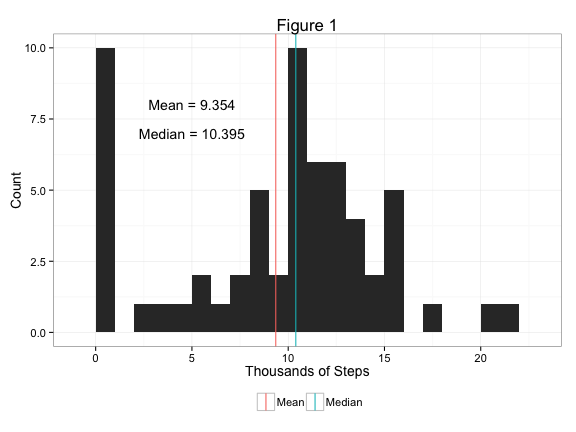 Figure 1
10.0
7.5
5.0
2.5
0.0
Count
Mean = 9.354
Median = 10.395
0 5 10 15 20
Thousands of Steps
Mean Median